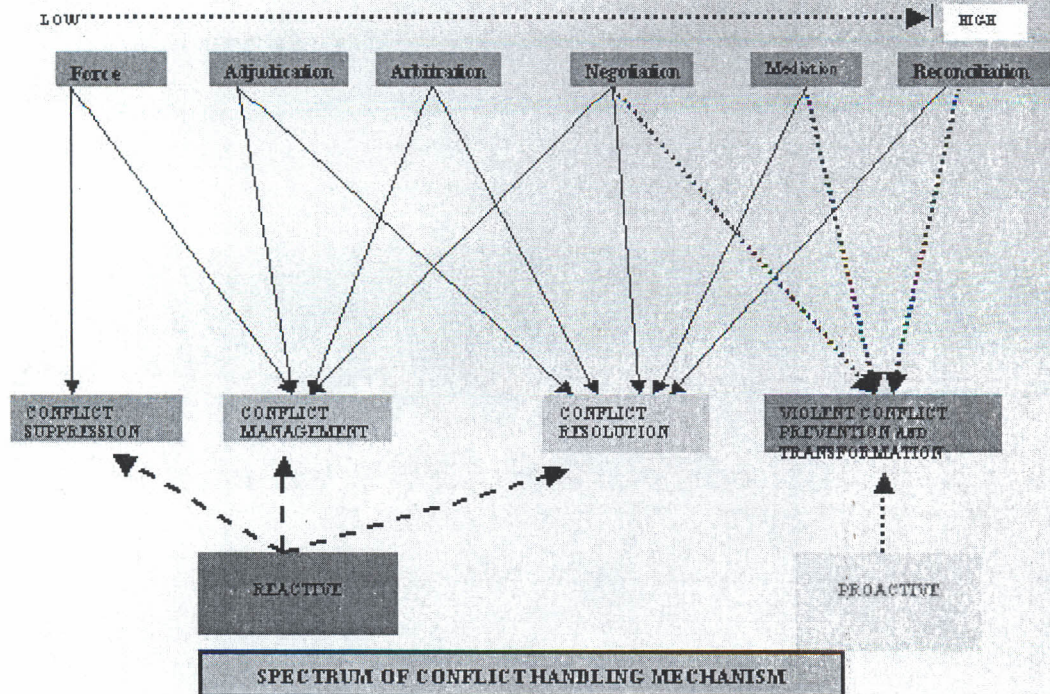 LOW HIGH
Force Adjudication Arbitration Negotiation Mediation Reconciliation
CONFLICT
SUPPRESSION
CONFLICT
MANAGEMENT
CONFLICT
RESOLUTION
VIOLENT CONFLICT
PREVENTION AND
TRANSFORMATION
REACTIVE
PROACTIVE
SPECTRUM OF CONFLICT HANDLING MECHANISM